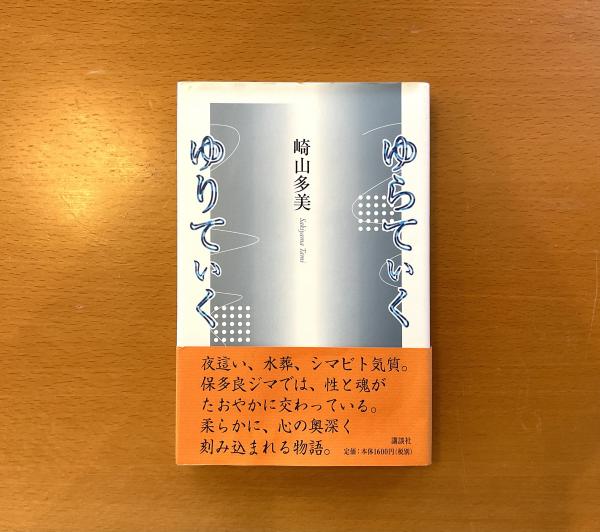 ゆらてぃく
ゆりてぃく
崎山多美
Sakiyama Tami
夜這い、水葬、シマビト気質。
保多良ジマでは、性と魂が
たおやかに交わっている。
柔らかに、心の奥深く
刻み込まれる物語。
講談社
定価:本体1600円(税別)